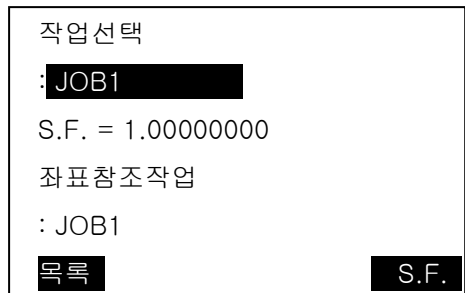 작업선택
: JOB1
S.F. = 1.00000000
좌표참조작업
: JOB1
목록 S.F.